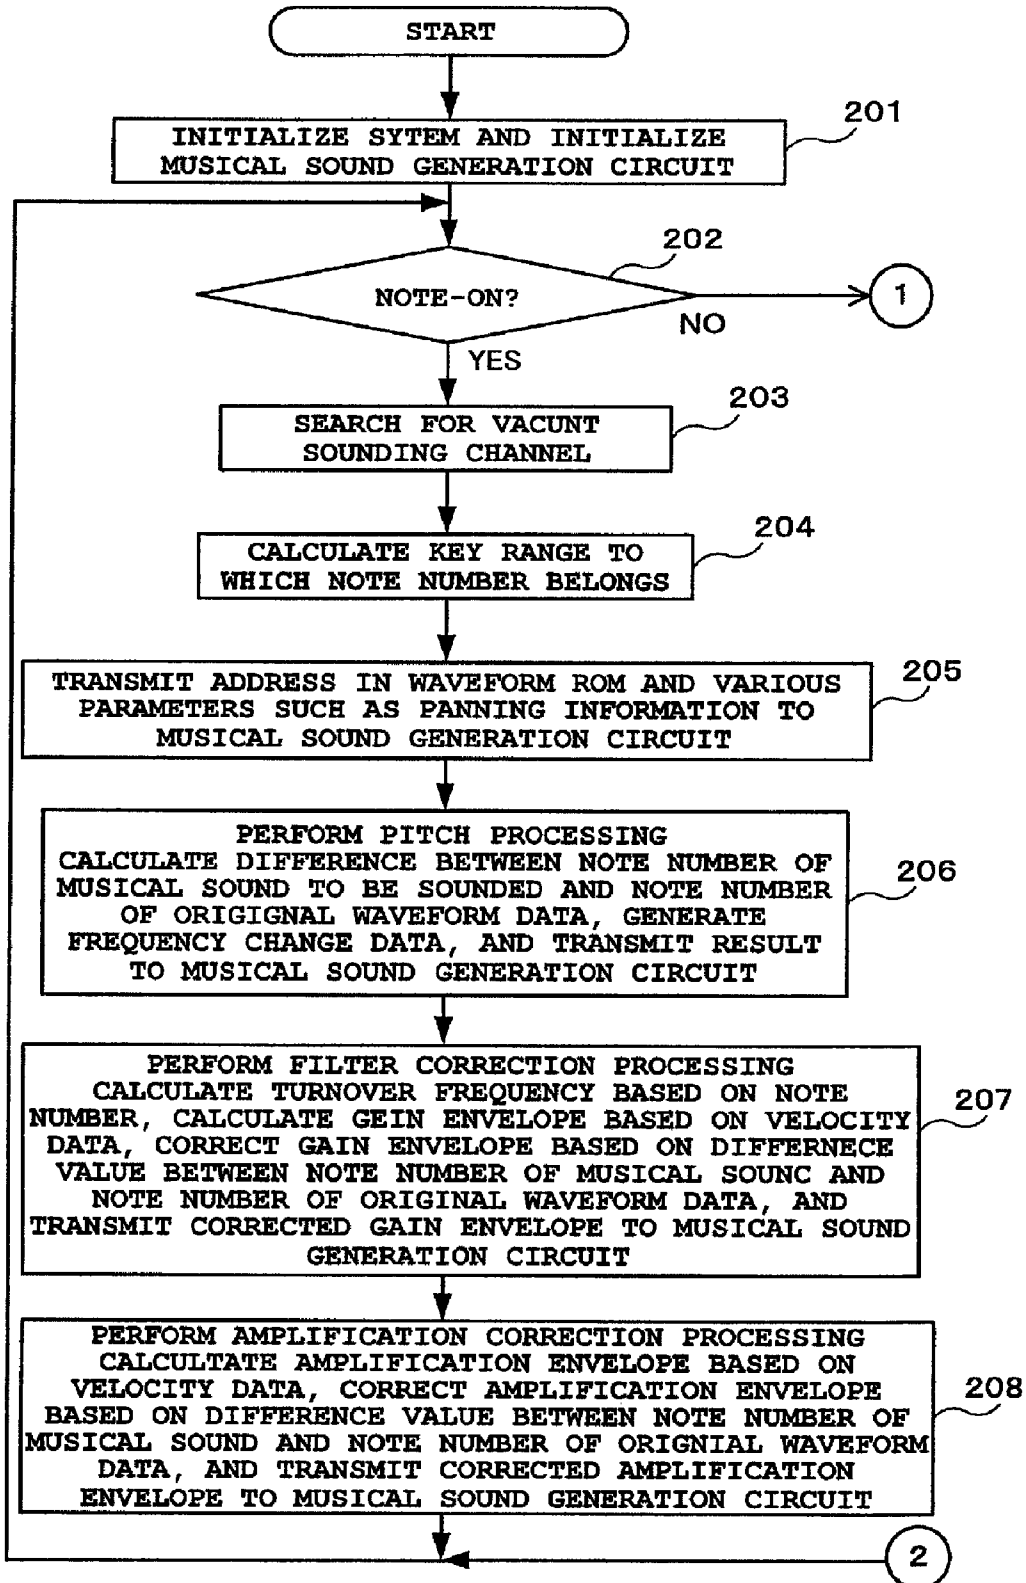 START
201
INITIALIZE SYTEM AND INITIALIZE
MUSICAL SOUND GENERATION CIRCUIT
202
NOTE-ON?
1
NO
YES
203
SEARCH FOR VACUNT
SOUNDING CHANNEL
204
CALCULATE KEY RANGE TO
WHICH NOTE NUMBER BELONGS
205
TRANSMIT ADDRESS IN WAVEFORM ROM AND VARIOUS
PARAMETERS SUCH AS PANNING INFORMATION TO
MUSICAL SOUND GENERATION CIRCUIT
PERFORM PITCH PROCESSING
CALCULATE DIFFERENCE BETWEEN NOTE NUMBER OF
206
MUSICAL SOUND TO BE SOUNDED AND NOTE NUMBER
OF ORIGIGNAL WAVEFORM DATA, GENERATE
FREQUENCY CHANGE DATA, AND TRANSMIT RESULT
TO MUSICAL SOUND GENERATION CIRCUIT
PERFORM FILTER CORRECTION PROCESSING
CALCULATE TURNOVER FREQUENCY BASED ON NOTE
207
NUMBER, CALCULATE GEIN ENVELOPE BASED ON VELOCITY
DATA, CORRECT GAIN ENVELOPE BASED ON DIFFERNECE
VALUE BETWEEN NOTE NUMBER OF MUSICAL SOUNC AND
NOTE NUMBER OF ORIGINAL WAVEFORM DATA, AND
TRANSMIT CORRECTED GAIN ENVELOPE TO MUSICAL SOUND
GENERATION CIRCUIT
PERFORM AMPLIFICATION CORRECTION PROCESSING
CALCULTATE AMPLIFICATION ENVELOPE BASED ON
VELOCITY DATA, CORRECT AMPLIFICATION ENVELOPE
208
BASED ON DIFFERENCE VALUE BETWEEN NOTE NUMBER OF
MUSICAL SOUND AND NOTE NUMBER OF ORIGNIAL WAVEFORM
DATA, AND TRANSMIT CORRECTED AMPLIFICATION
ENVELOPE TO MUSICAL SOUND GENERATION CIRCUIT
2